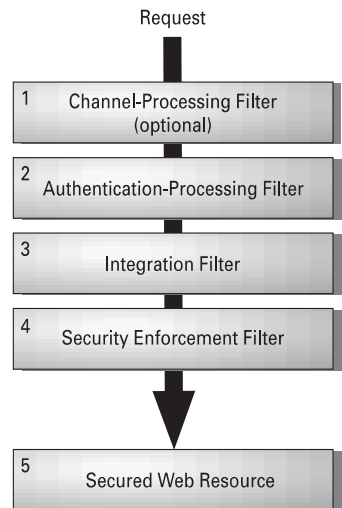 Request
1
Channel-Processing Filter
(optional)
2
Authentication-Processing Filter
3
Integration Filter
4
Security Enforcement Filter
5
Secured Web Resource